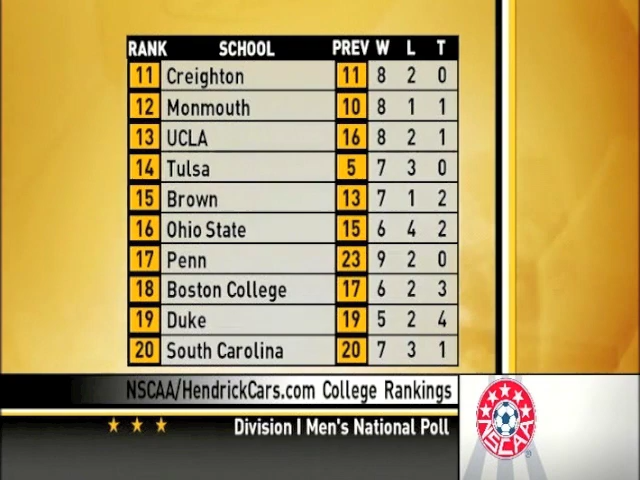 RANK SCHOOL PREV W L T
11 Creighton 11 8 2 0
12 Monmouth 10 8 1 1
13 UCLA 16 8 2 1
14 Tulsa 5 7 3 0
15 Brown 13 7 1 2
16 Ohio State 15 6 4 2
17 Penn 23 9 2 0
18 Boston College 17 6 2 3
19 Duke 19 5 2 4
20 South Carolina 20 7 3 1
NSCAA/HendrickCars.com College Rankings
Division I Men's National Poll
NSCAA
®